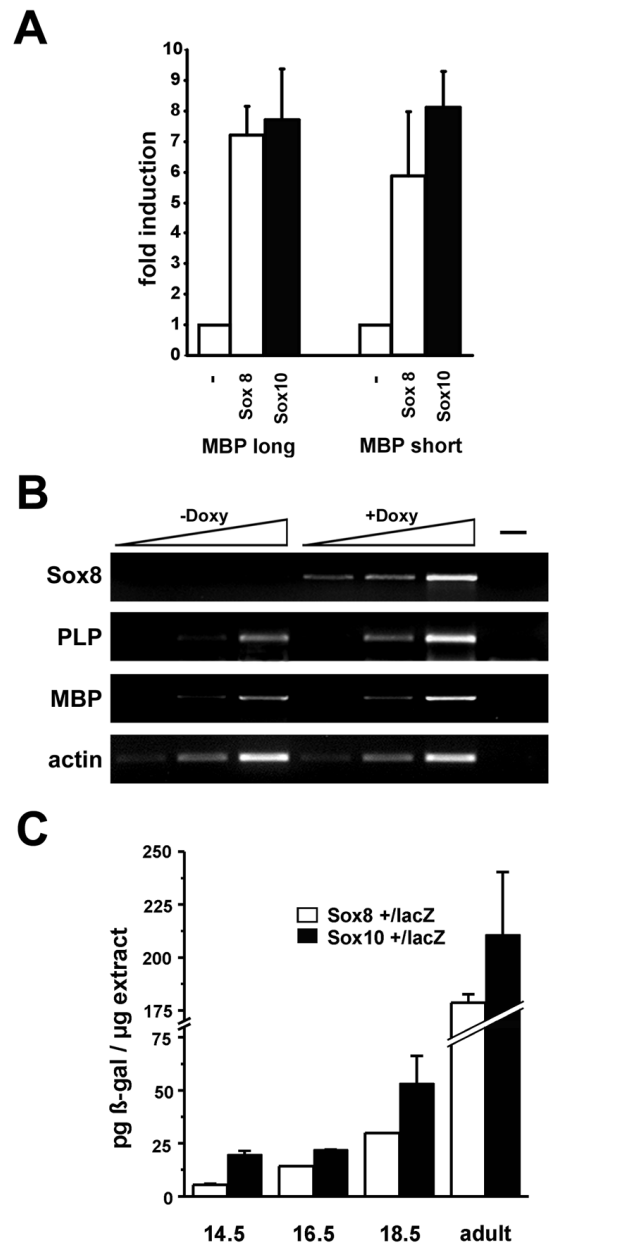 A
fold induction
10
9
8
7
6
5
4
3
2
1
0
- Sox 8 Sox10 - Sox 8 Sox10
MBP long MBP short
B
-Doxy +Doxy –
Sox8
PLP
MBP
actin
C
pg ß-gal / µg extract
250
225
200
175
75
50
25
0
Sox8 +/lacZ
Sox10 +/lacZ
14.5 16.5 18.5 adult